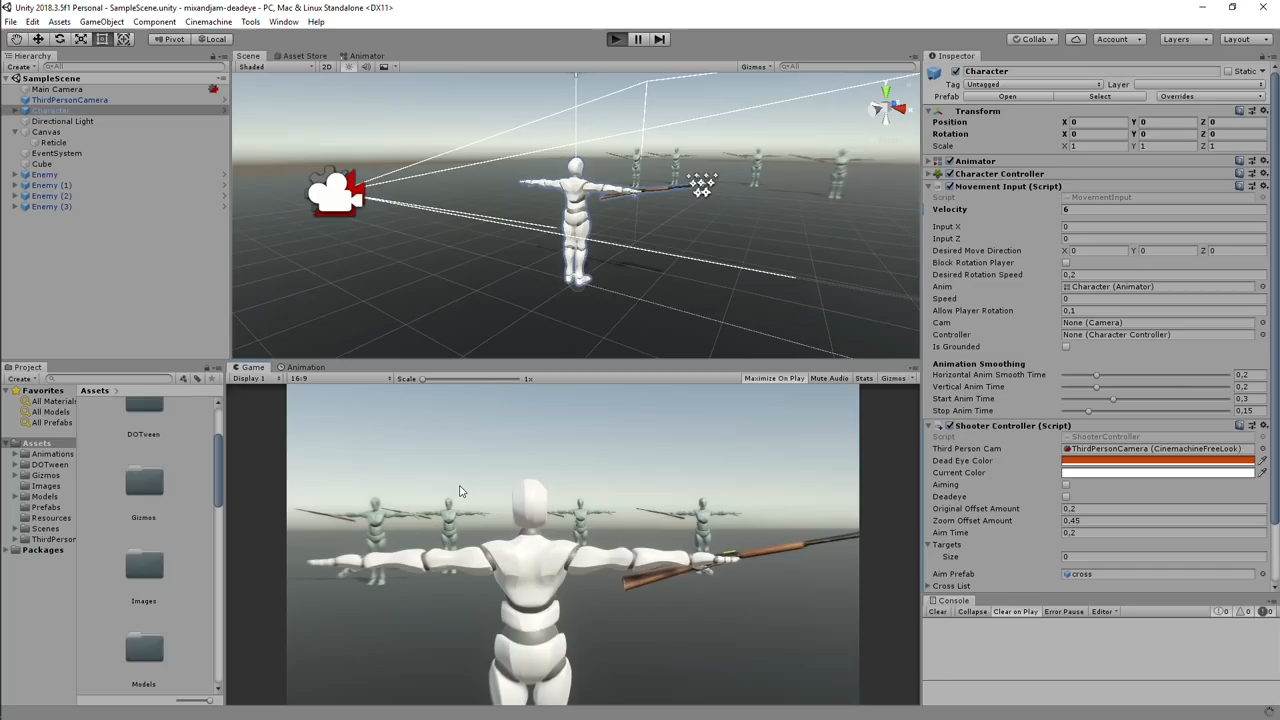 Unity 2018.3.5f1 Personal - SampleScene.unity - mixandjam-deadeye - PC, Mac & Linux Standalone <DX11>
File Edit Assets GameObject Component Cinemachine Tools Window Help
Pivot Local Collab Account Layers Layout
Hierarchy
Create All
SampleScene
Main Camera
ThirdPersonCamera
Character
Directional Light
Canvas
Reticle
EventSystem
Cube
Enemy
Enemy (1)
Enemy (2)
Enemy (3)
Scene Asset Store Animator
Shaded 2D Gizmos All
Project
Create
Favorites
All Materials
All Models
All Prefabs
Assets
Animations
DOTween
Gizmos
Images
Models
Prefabs
Resources
Scenes
ThirdPerson
Packages
Assets
DOTween
Gizmos
Images
Models
Game Animation
Display 1 16:9 Scale 1x Maximize On Play Mute Audio Stats Gizmos
Inspector
Character Static
Tag Untagged Layer
Prefab Open Select Overrides
Transform
Position X 0 Y 0 Z 0
Rotation X 0 Y 0 Z 0
Scale X 1 Y 1 Z 1
Animator
Character Controller
Movement Input (Script)
Script MovementInput
Velocity 6
Input X 0
Input Z 0
Desired Move Direction X 0 Y 0 Z 0
Block Rotation Player
Desired Rotation Speed 0,2
Anim Character (Animator)
Speed 0
Allow Player Rotation 0,1
Cam None (Camera)
Controller None (Character Controller)
Is Grounded
Animation Smoothing
Horizontal Anim Smooth Time 0,2
Vertical Anim Time 0,2
Start Anim Time 0,3
Stop Anim Time 0,15
Shooter Controller (Script)
Script ShooterController
Third Person Cam ThirdPersonCamera (CinemachineFreeLook)
Dead Eye Color
Current Color
Aiming
Deadeye
Original Offset Amount 0,2
Zoom Offset Amount 0,45
Aim Time 0,2
Targets
Size 0
Aim Prefab cross
Cross List
Console
Clear Collapse Clear on Play Error Pause Editor 0 0 0